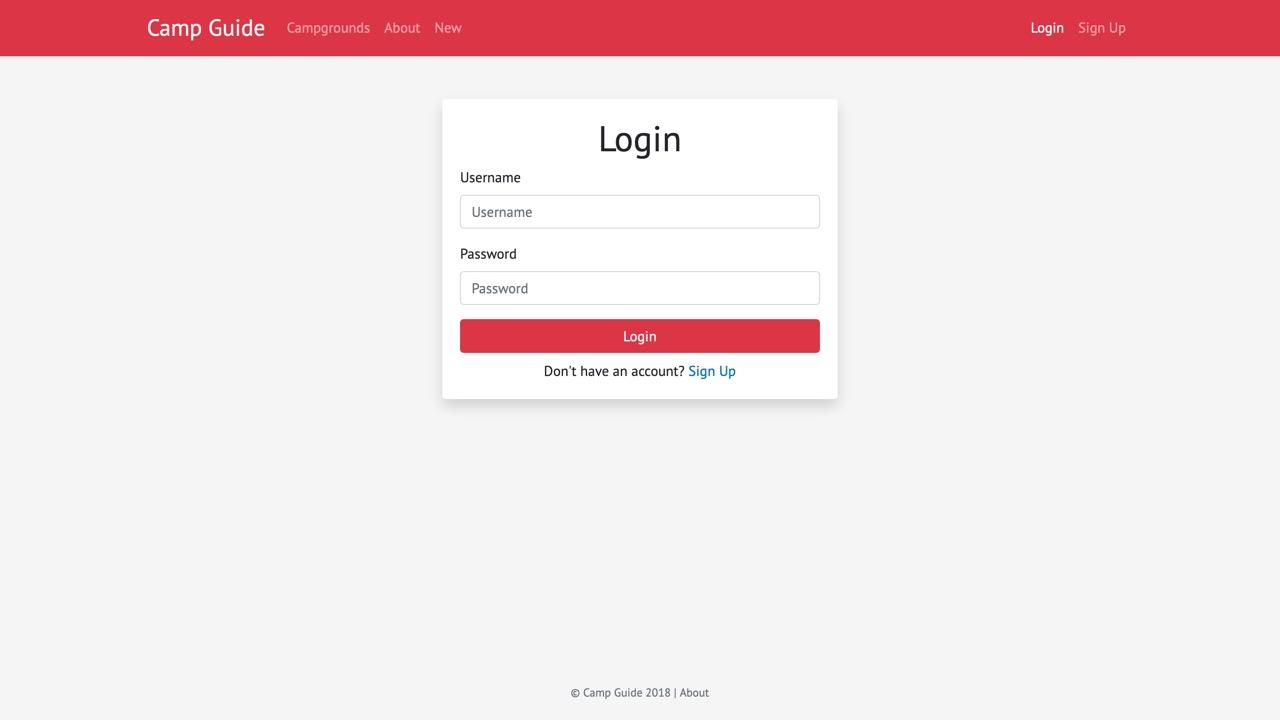 Camp Guide Campgrounds About New Login Sign Up
Login
Username
Username
Password
Password
Login
Don't have an account? Sign Up
© Camp Guide 2018 | About